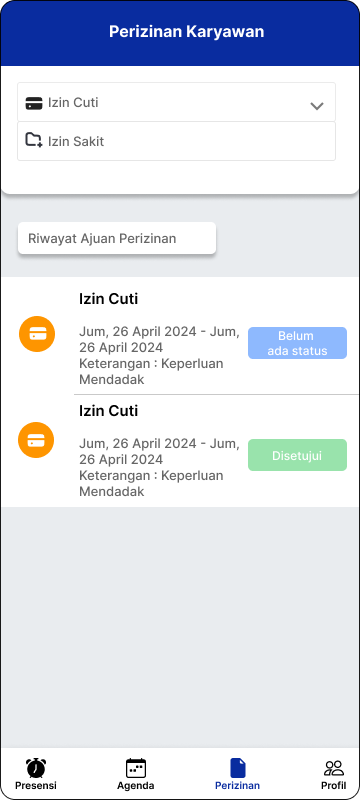 Perizinan Karyawan
Izin Cuti
Izin Sakit
Riwayat Ajuan Perizinan
Izin Cuti
Jum, 26 April 2024 - Jum,
26 April 2024
Keterangan : Keperluan
Mendadak
Belum
ada status
Izin Cuti
Jum, 26 April 2024 - Jum,
26 April 2024
Keterangan : Keperluan
Mendadak
Disetujui
Presensi
Agenda
Perizinan
Profil